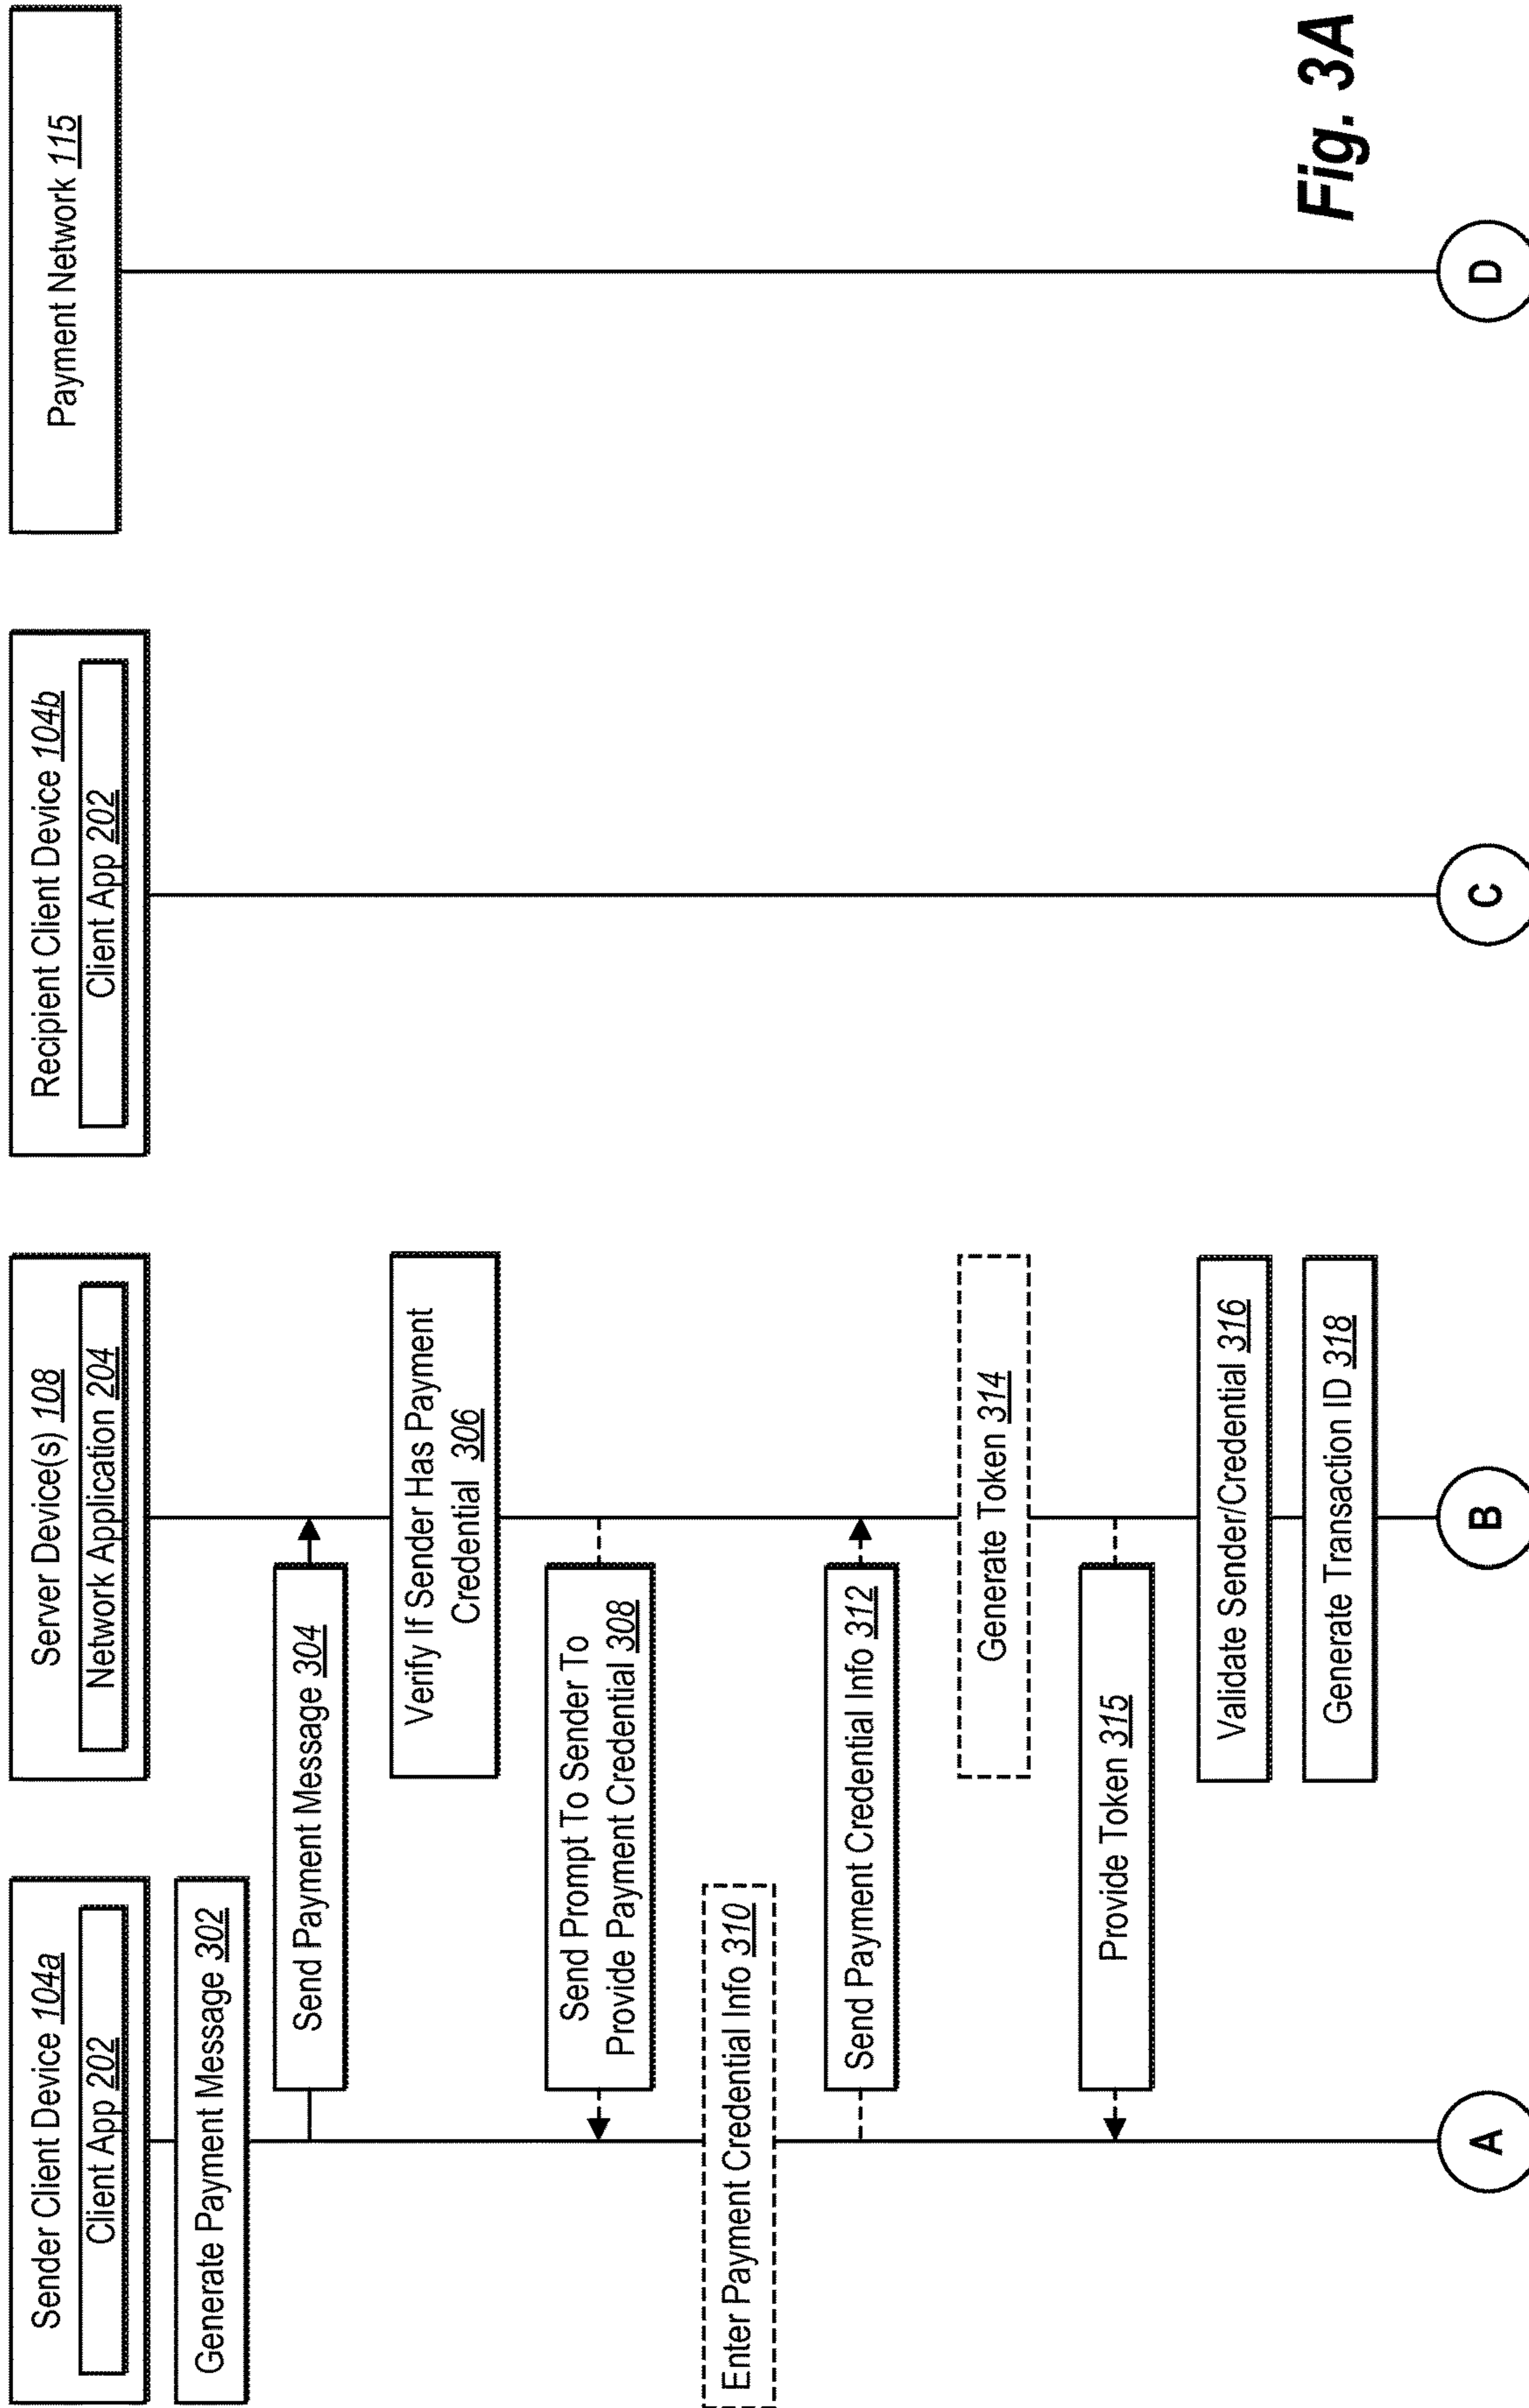 Sender Client Device 104a
Client App 202
Server Device(s) 108
Network Application 204
Recipient Client Device 104b
Client App 202
Payment Network 115
Generate Payment Message 302
Send Payment Message 304
Verify If Sender Has Payment
Credential 306
Send Prompt To Sender To
Provide Payment Credential 308
Enter Payment Credential Info 310
Send Payment Credential Info 312
Generate Token 314
Provide Token 315
Validate Sender/Credential 316
Generate Transaction ID 318
A
B
C
D
Fig. 3A